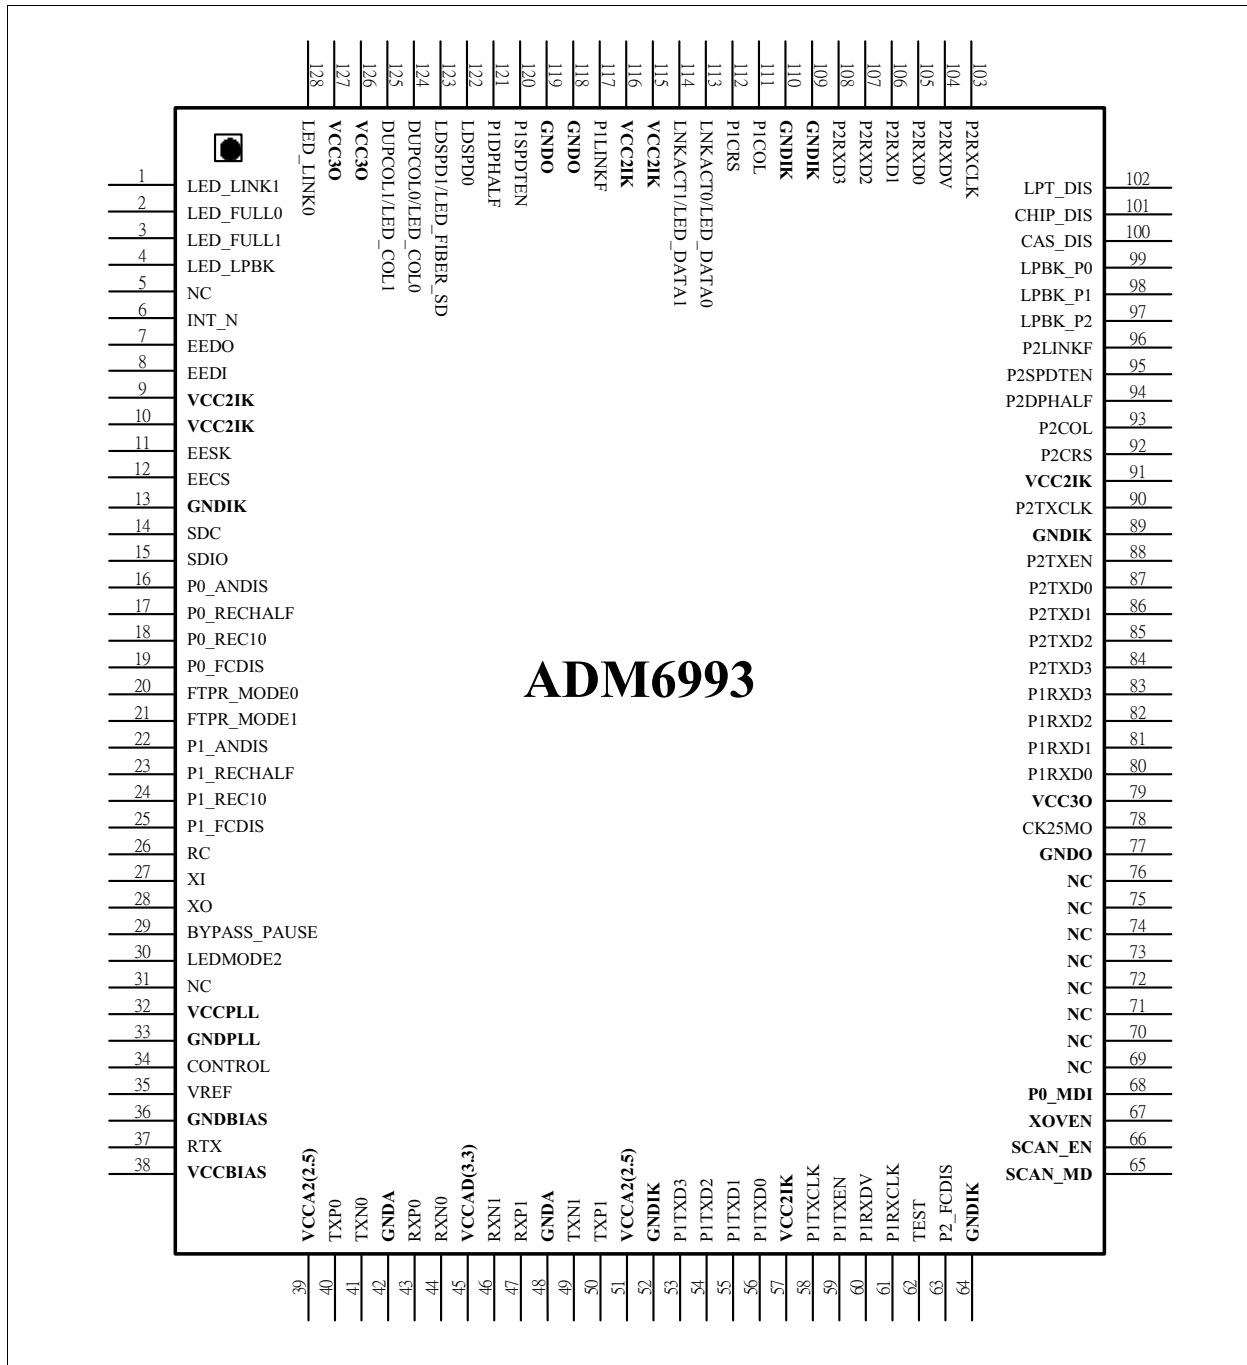 128
127
126
125
124
123
122
121
120
119
118
117
116
115
114
113
112
111
110
109
108
107
106
105
104
103
LED_LINK0
VCC3O
VCC3O
DUPCOL1/LED_COL1
DUPCOL0/LED_COL0
LDSPD1/LED_FIBER_SD
LDSPD0
P1DPHALF
P1SPDTEN
GNDO
GNDO
P1LINKF
VCC2IK
VCC2IK
LNKACT1/LED_DATA1
LNKACT0/LED_DATA0
P1CRS
P1COL
GNDIK
GNDIK
P2RXD3
P2RXD2
P2RXD1
P2RXD0
P2RXDV
P2RXCLK
1 LED_LINK1
2 LED_FULL0
3 LED_FULL1
4 LED_LPBK
5 NC
6 INT_N
7 EEDO
8 EEDI
9 VCC2IK
10 VCC2IK
11 EESK
12 EECS
13 GNDIK
14 SDC
15 SDIO
16 P0_ANDIS
17 P0_RECHALF
18 P0_REC10
19 P0_FCDIS
20 FTPR_MODE0
21 FTPR_MODE1
22 P1_ANDIS
23 P1_RECHALF
24 P1_REC10
25 P1_FCDIS
26 RC
27 XI
28 XO
29 BYPASS_PAUSE
30 LEDMODE2
31 NC
32 VCCPLL
33 GNDPLL
34 CONTROL
35 VREF
36 GNDBIAS
37 RTX
38 VCCBIAS
ADM6993
LPT_DIS 102
CHIP_DIS 101
CAS_DIS 100
LPBK_P0 99
LPBK_P1 98
LPBK_P2 97
P2LINKF 96
P2SPDTEN 95
P2DPHALF 94
P2COL 93
P2CRS 92
VCC2IK 91
P2TXCLK 90
GNDIK 89
P2TXEN 88
P2TXD0 87
P2TXD1 86
P2TXD2 85
P2TXD3 84
P1RXD3 83
P1RXD2 82
P1RXD1 81
P1RXD0 80
VCC3O 79
CK25MO 78
GNDO 77
NC 76
NC 75
NC 74
NC 73
NC 72
NC 71
NC 70
NC 69
P0_MDI 68
XOVEN 67
SCAN_EN 66
SCAN_MD 65
VCCA2(2.5)
TXP0
TXN0
GNDA
RXP0
RXN0
VCCAD(3.3)
RXN1
RXP1
GNDA
TXN1
TXP1
VCCA2(2.5)
GNDIK
P1TXD3
P1TXD2
P1TXD1
P1TXD0
VCC2IK
P1TXCLK
P1TXEN
P1RXDV
P1RXCLK
TEST
P2_FCDIS
GNDIK
39
40
41
42
43
44
45
46
47
48
49
50
51
52
53
54
55
56
57
58
59
60
61
62
63
64